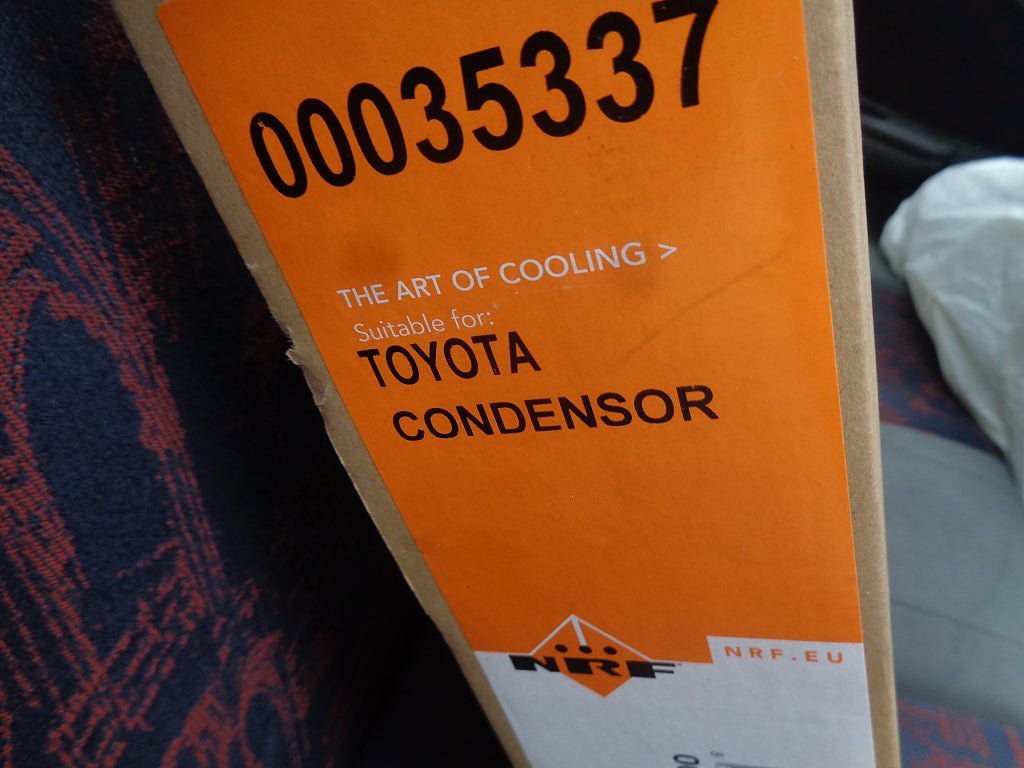 00035337
THE ART OF COOLING >
Suitable for:
TOYOTA
CONDENSOR
NRF
NRF.EU